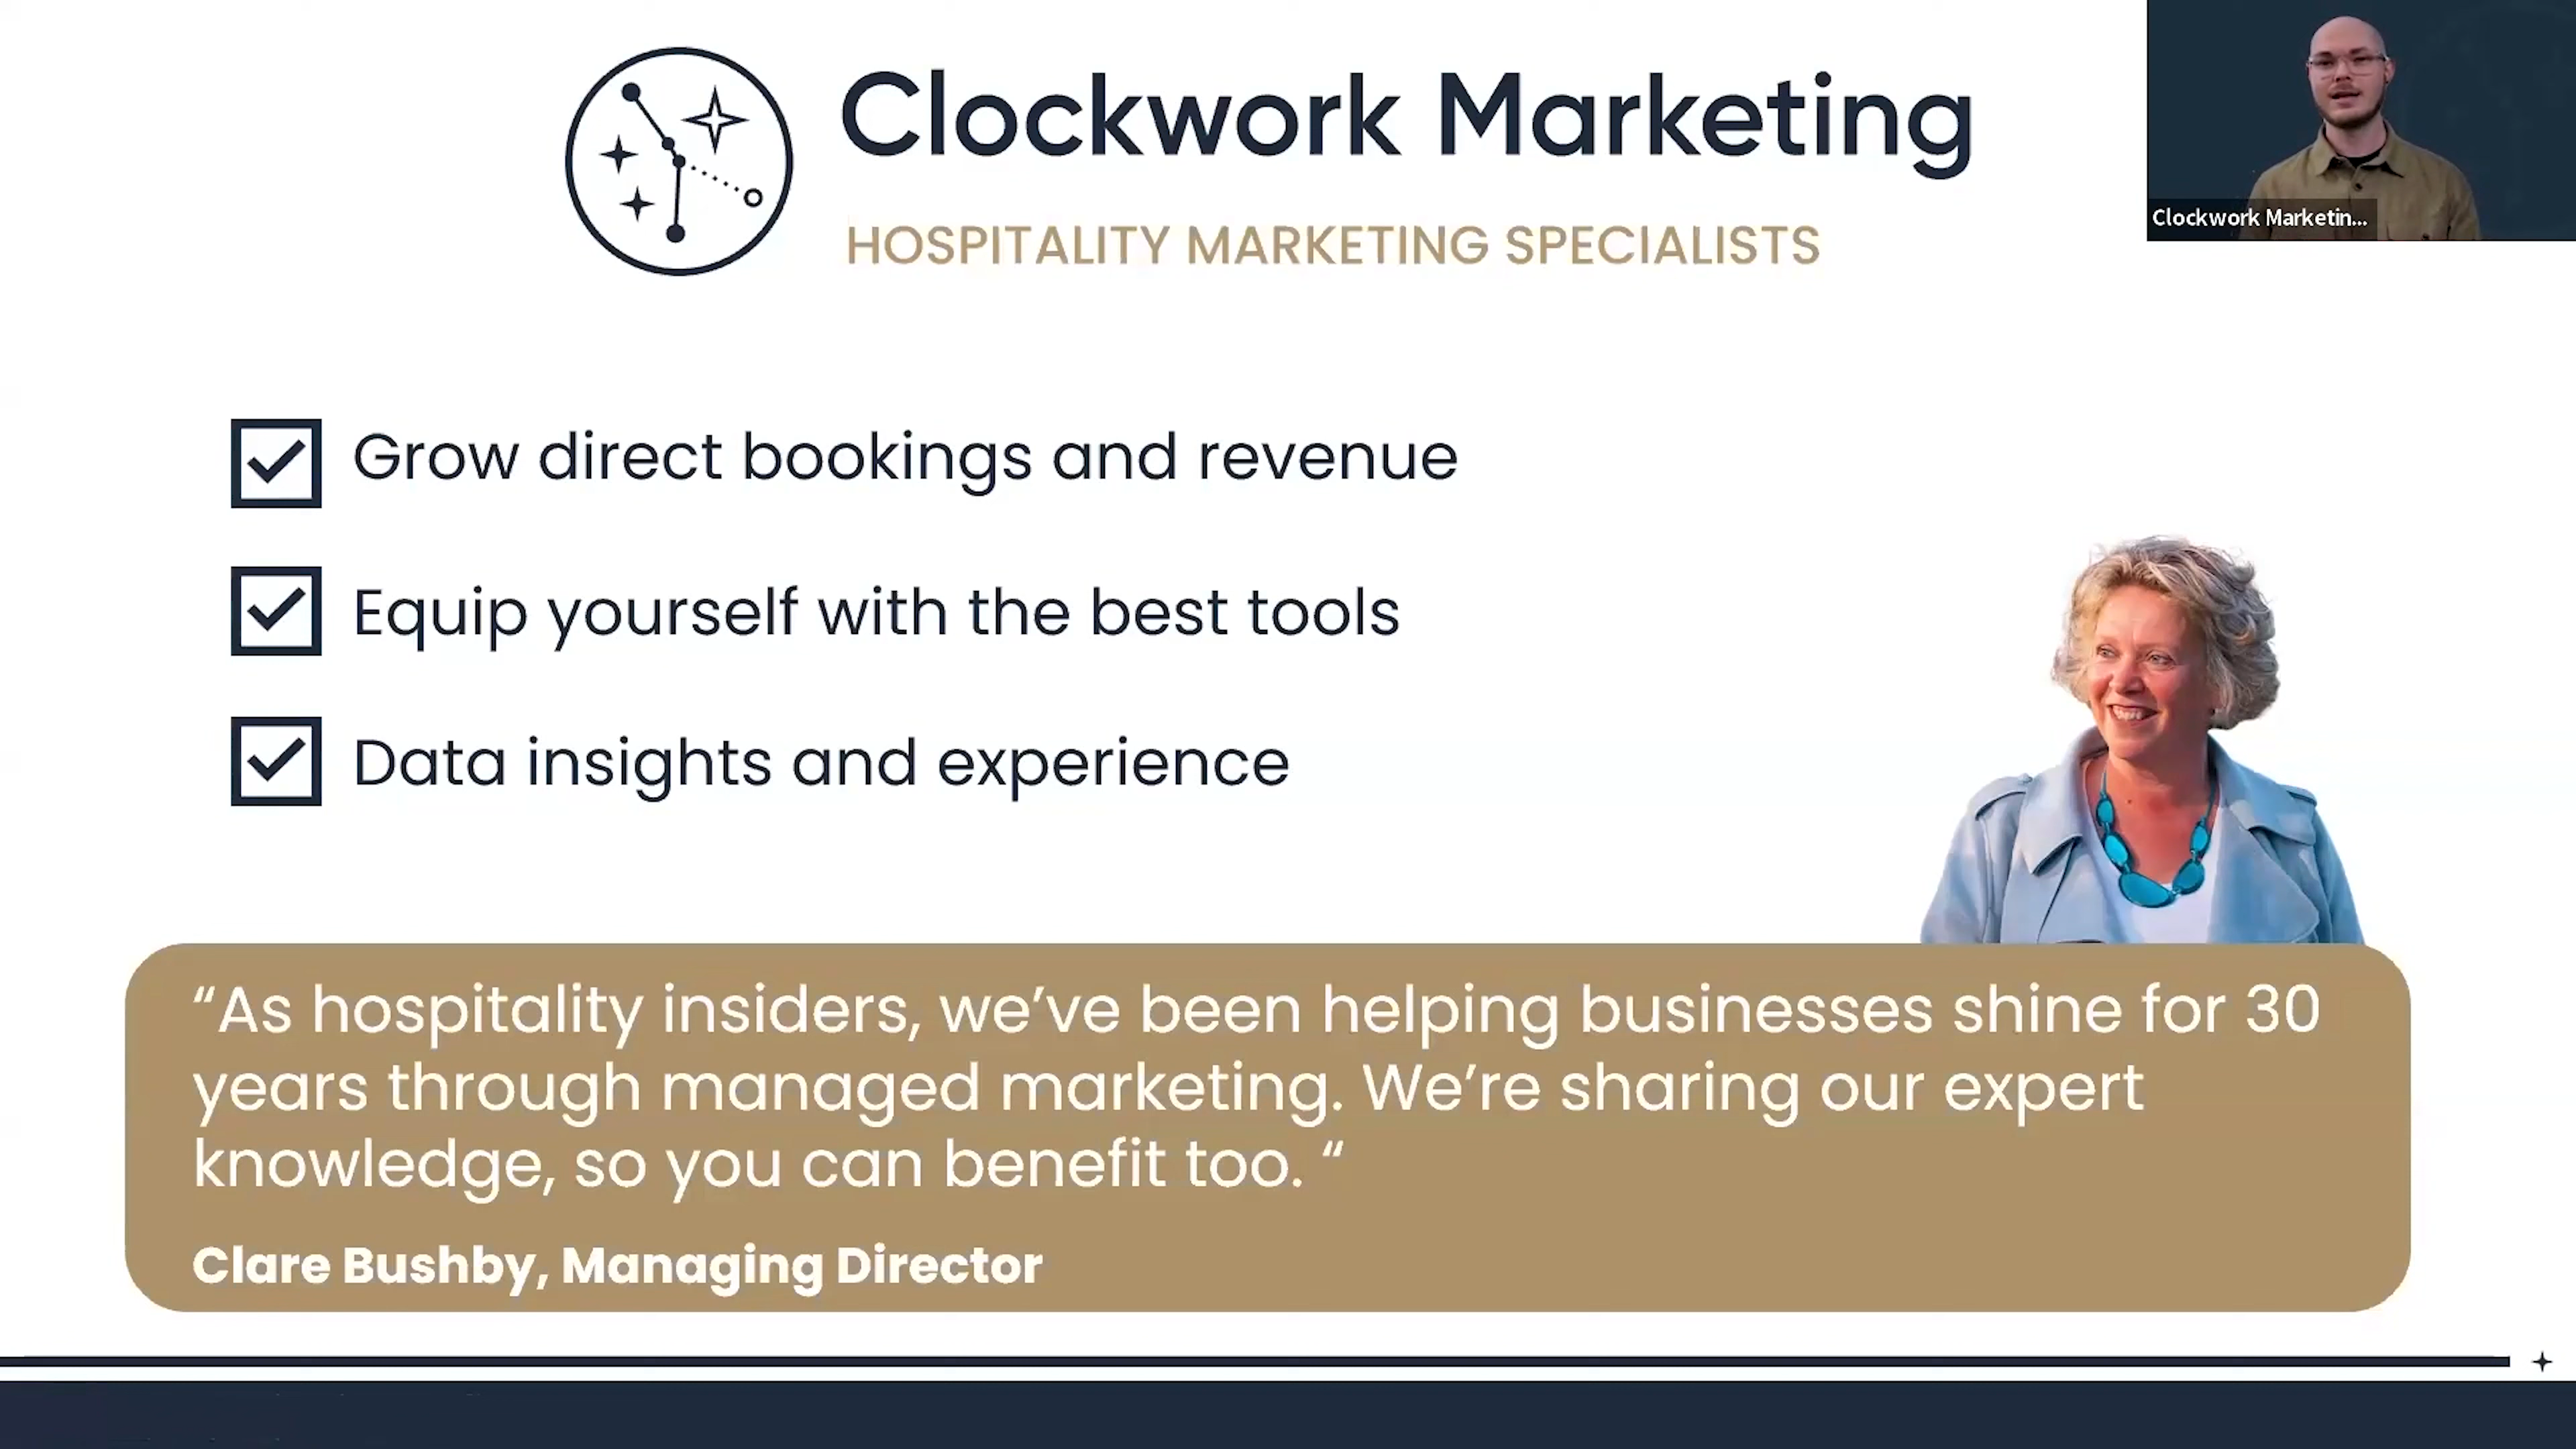 Clockwork Marketing
HOSPITALITY MARKETING SPECIALISTS
Clockwork Marketin...
Grow direct bookings and revenue
Equip yourself with the best tools
Data insights and experience
“As hospitality insiders, we’ve been helping businesses shine for 30
years through managed marketing. We’re sharing our expert
knowledge, so you can benefit too. “
Clare Bushby, Managing Director